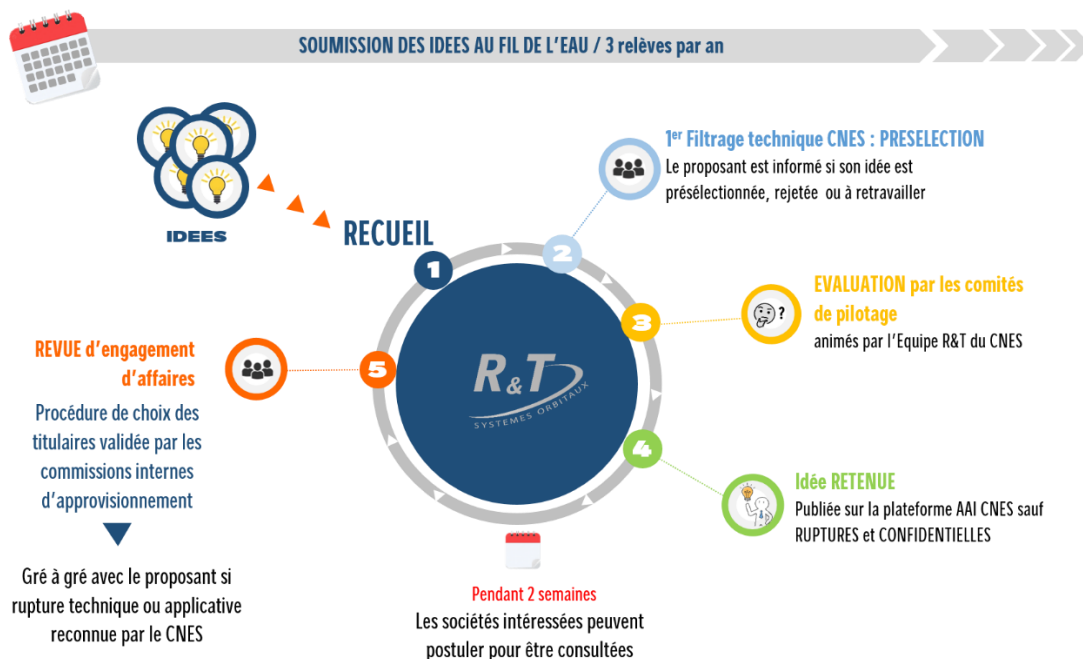 SOUMISSION DES IDEES AU FIL DE L'EAU / 3 relèves par an
IDEES
RECUEIL
1
2
1er Filtrage technique CNES : PRESELECTION
Le proposant est informé si son idée est
présélectionnée, rejetée ou à retravailler
3
?
EVALUATION par les comités
de pilotage
animés par l'Equipe R&T du CNES
R&T
SYSTEMES ORBITAUX
4
Idée RETENUE
Publiée sur la plateforme AAI CNES sauf
RUPTURES et CONFIDENTIELLES
Pendant 2 semaines
Les sociétés intéressées peuvent
postuler pour être consultées
5
REVUE d'engagement
d'affaires
Procédure de choix des
titulaires validée par les
commissions internes
d'approvisionnement
Gré à gré avec le proposant si
rupture technique ou applicative
reconnue par le CNES